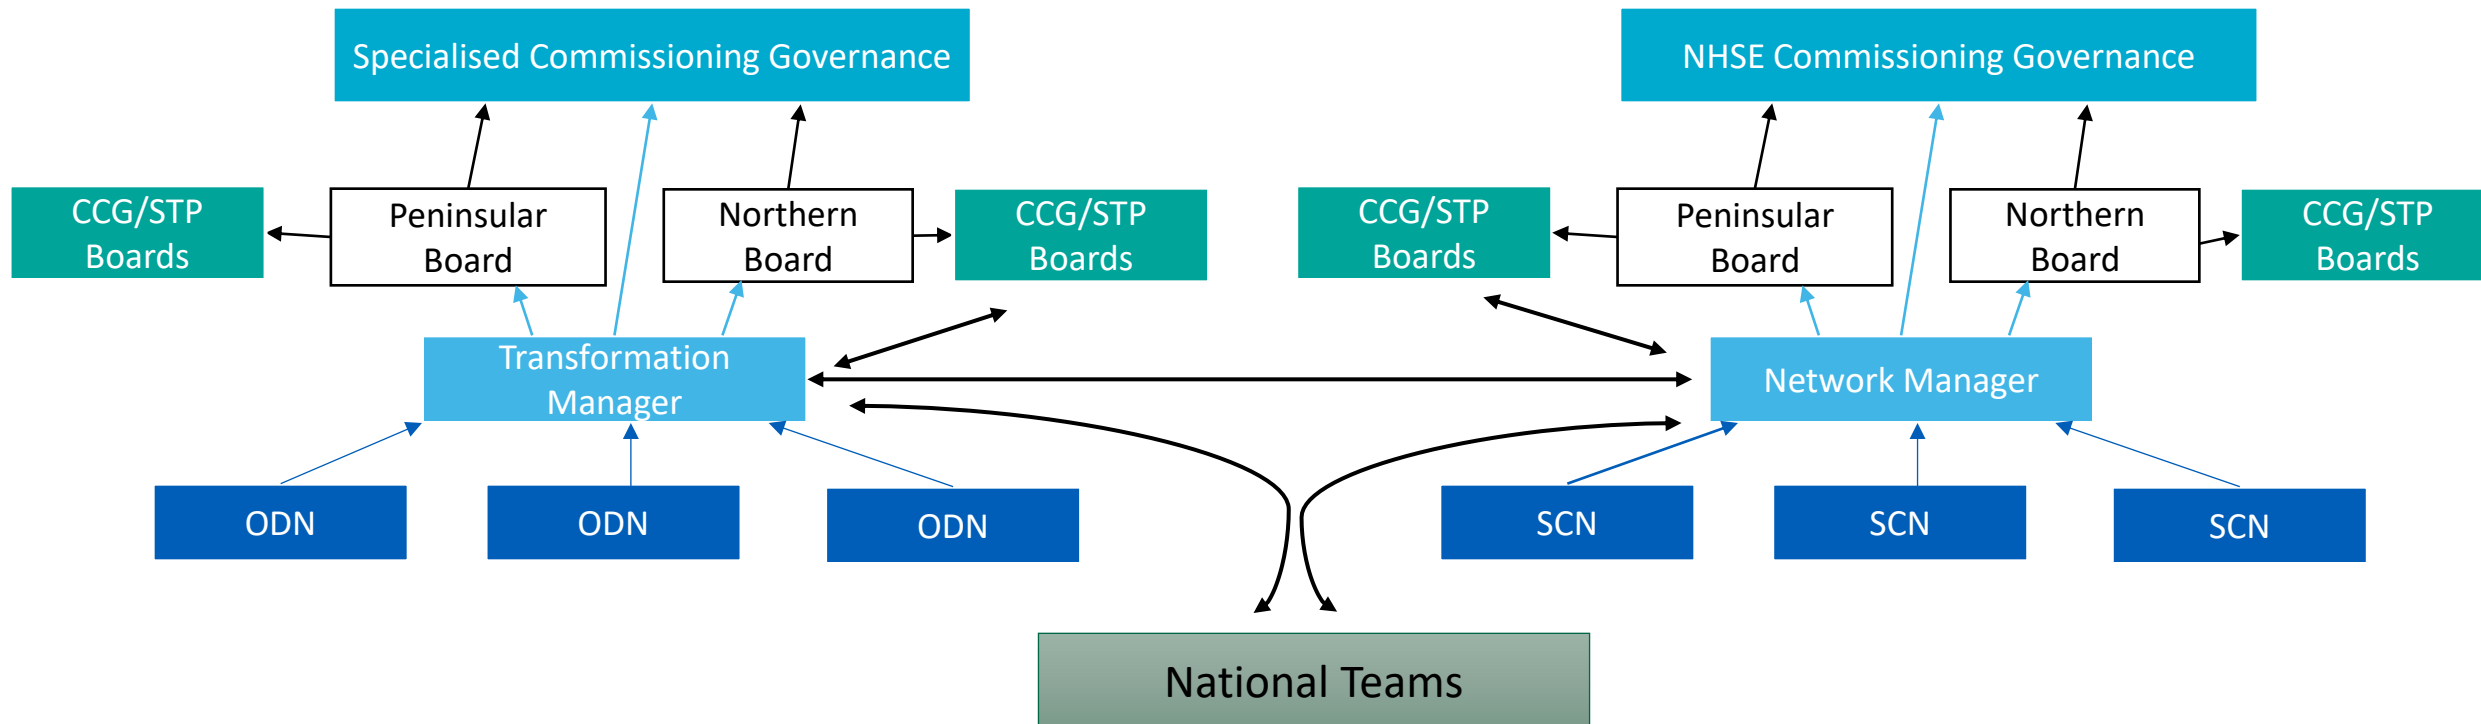 Specialised Commissioning Governance
NHSE Commissioning Governance
CCG/STP
Boards
Peninsular
Board
Northern
Board
CCG/STP
Boards
CCG/STP
Boards
Peninsular
Board
Northern
Board
CCG/STP
Boards
Transformation
Manager
Network Manager
ODN
ODN
ODN
SCN
SCN
SCN
National Teams